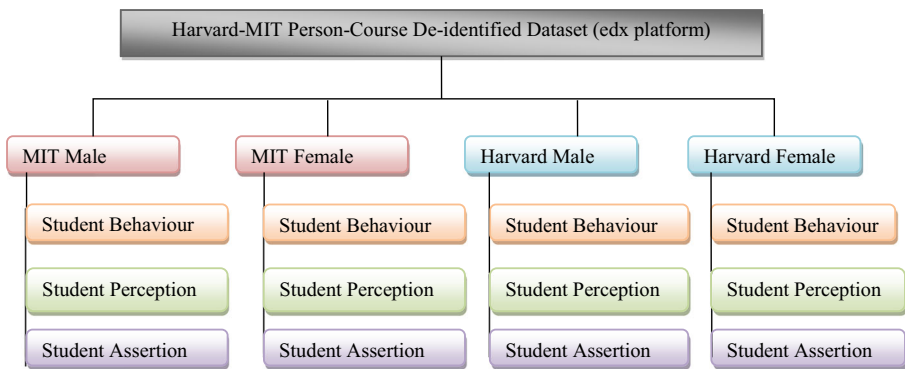 Harvard-MIT Person-Course De-identified Dataset (edx platform)
MIT Male
MIT Female
Harvard Male
Harvard Female
Student Behaviour
Student Behaviour
Student Behaviour
Student Behaviour
Student Perception
Student Perception
Student Perception
Student Perception
Student Assertion
Student Assertion
Student Assertion
Student Assertion